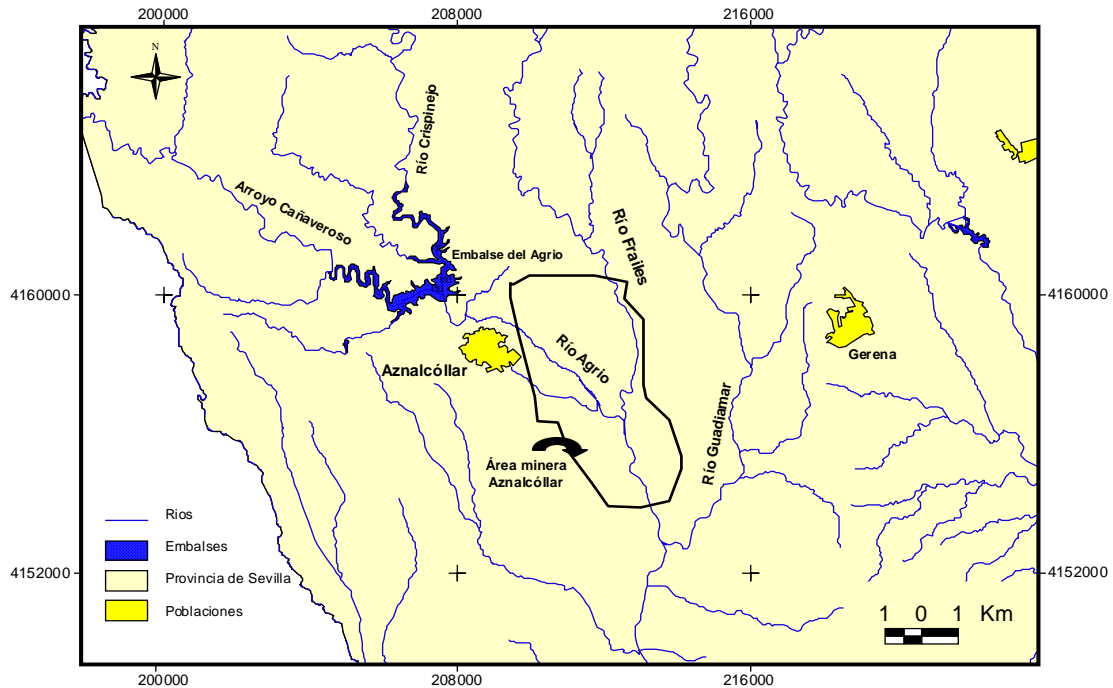 200000
208000
216000
N
Río Crispinejo
Arroyo Cañaveroso
Embalse del Agrio
Río Frailes
4160000
4160000
Río Agrio
Gerena
Aznalcóllar
Río Guadiamar
Área minera
Aznalcóllar
Rios
Embalses
Provincia de Sevilla
Poblaciones
4152000
4152000
1 0 1 Km
200000
208000
216000